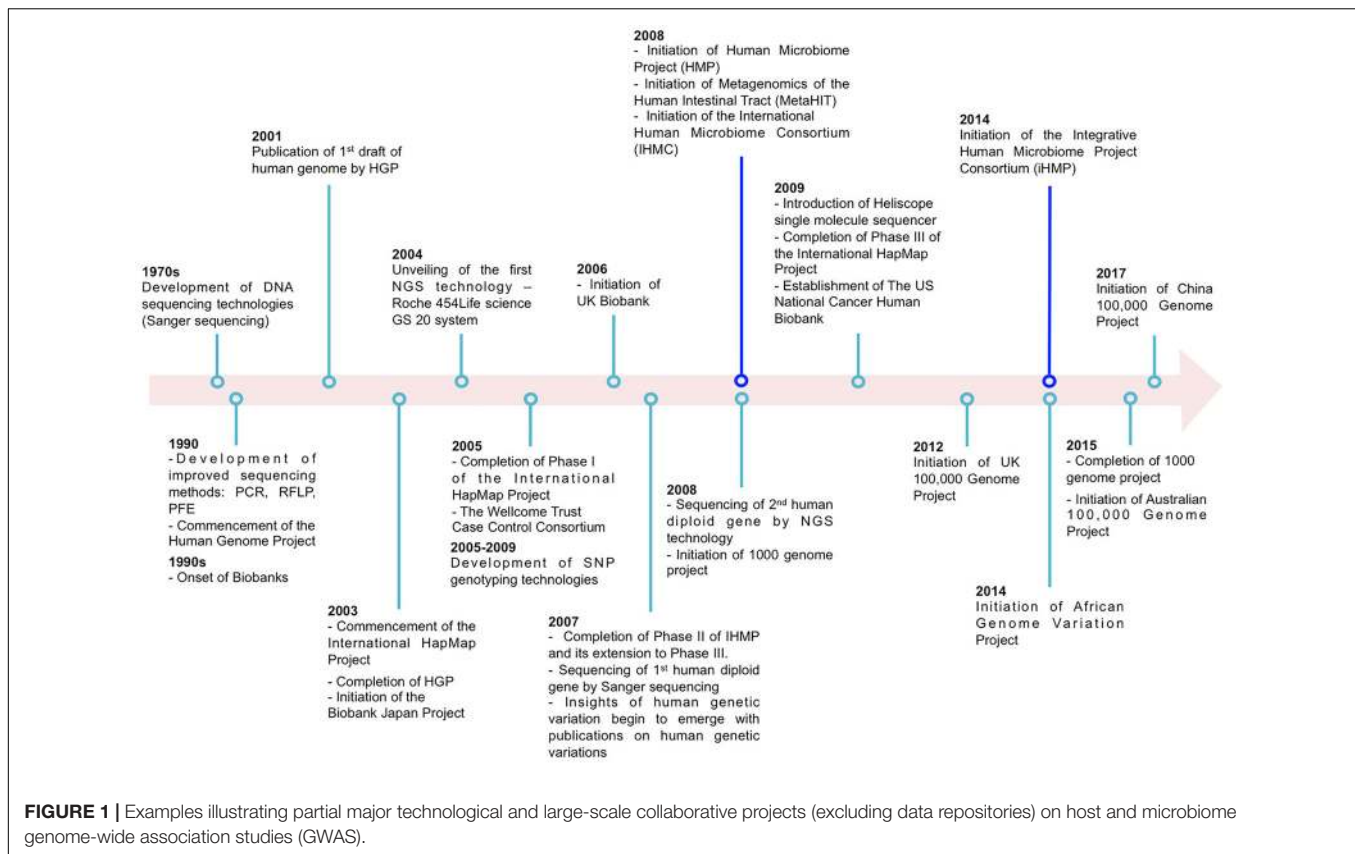 2008
- Initiation of Human Microbiome
Project (HMP)
- Initiation of Metagenomics of the
Human Intestinal Tract (MetaHIT)
- Initiation of the International
Human Microbiome Consortium
(IHMC)
2014
Initiation of the Integrative
Human Microbiome Project
Consortium (iHMP)
2001
Publication of 1st draft of
human genome by HGP
2009
- Introduction of Heliscope
single molecule sequencer
- Completion of Phase III of
the International HapMap
Project
- Establishment of The US
National Cancer Human
Biobank
1970s
Development of DNA
sequencing technologies
(Sanger sequencing)
2004
Unveiling of the first
NGS technology –
Roche 454Life science
GS 20 system
2006
- Initiation of
UK Biobank
2017
Initiation of China
100,000 Genome
Project
1990
- Development of
improved sequencing
methods: PCR, RFLP,
PFE
- Commencement of the
Human Genome Project
1990s
- Onset of Biobanks
2003
- Commencement of the
International HapMap
Project
- Completion of HGP
- Initiation of the
Biobank Japan Project
2005
- Completion of Phase I
of the International
HapMap Project
- The Wellcome Trust
Case Control Consortium
2005-2009
Development of SNP
genotyping technologies
2007
- Completion of Phase II of IHMP
and its extension to Phase III.
- Sequencing of 1st human diploid
gene by Sanger sequencing
- Insights of human genetic
variation begin to emerge with
publications on human genetic
variations
2008
- Sequencing of 2nd human
diploid gene by NGS
technology
- Initiation of 1000 genome
project
2012
Initiation of UK
100,000 Genome
Project
2014
Initiation of African
Genome Variation
Project
2015
- Completion of 1000
genome project
- Initiation of Australian
100,000 Genome
Project
FIGURE 1 | Examples illustrating partial major technological and large-scale collaborative projects (excluding data repositories) on host and microbiome
genome-wide association studies (GWAS).